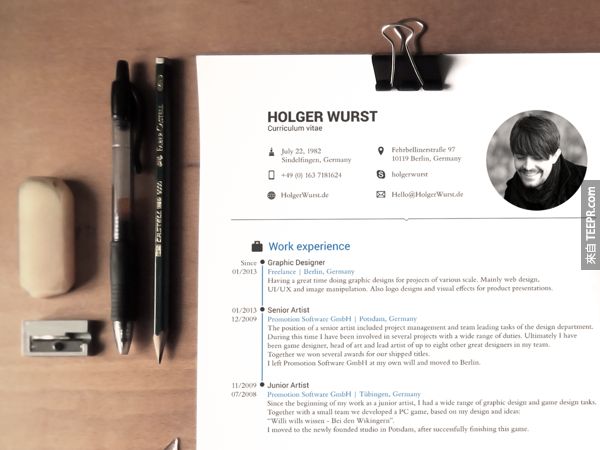 HOLGER WURST
Curriculum vitae
July 22, 1982
Sindelfingen, Germany
Fehrbellinerstraße 97
10119 Berlin, Germany
+49 (0) 163 7181624
holgerwurst
HolgerWurst.de
Hello@HolgerWurst.de
Work experience
Since
01/2013
Graphic Designer
Freelance | Berlin, Germany
Having a great time doing graphic designs for projects of various scale. Mainly web design,
UI/UX and image manipulation. Also logo designs and visual effects for product presentations.
01/2013
12/2009
Senior Artist
Promotion Software GmbH | Potsdam, Germany
The position of a senior artist included project management and team leading tasks of the design department.
During this time I have been involved in several projects with a wide range of duties. Ultimately I have
been game designer, head of art and lead artist of up to eight other great designers in my team.
Together we won several awards for our shipped titles.
I left Promotion Software GmbH at my own will and moved to Berlin.
11/2009
07/2008
Junior Artist
Promotion Software GmbH | Tübingen, Germany
Since the beginning of my work as a junior artist, I had a wide range of graphic design and game design tasks.
Together with a small team we developed a PC game, based on my design and ideas:
"Willi wills wissen - Bei den Wikingern".
I moved to the newly founded studio in Potsdam, after successfully finishing this game.
FABER-CASTELL
CASTELL 9000
來自 TEEPR.com